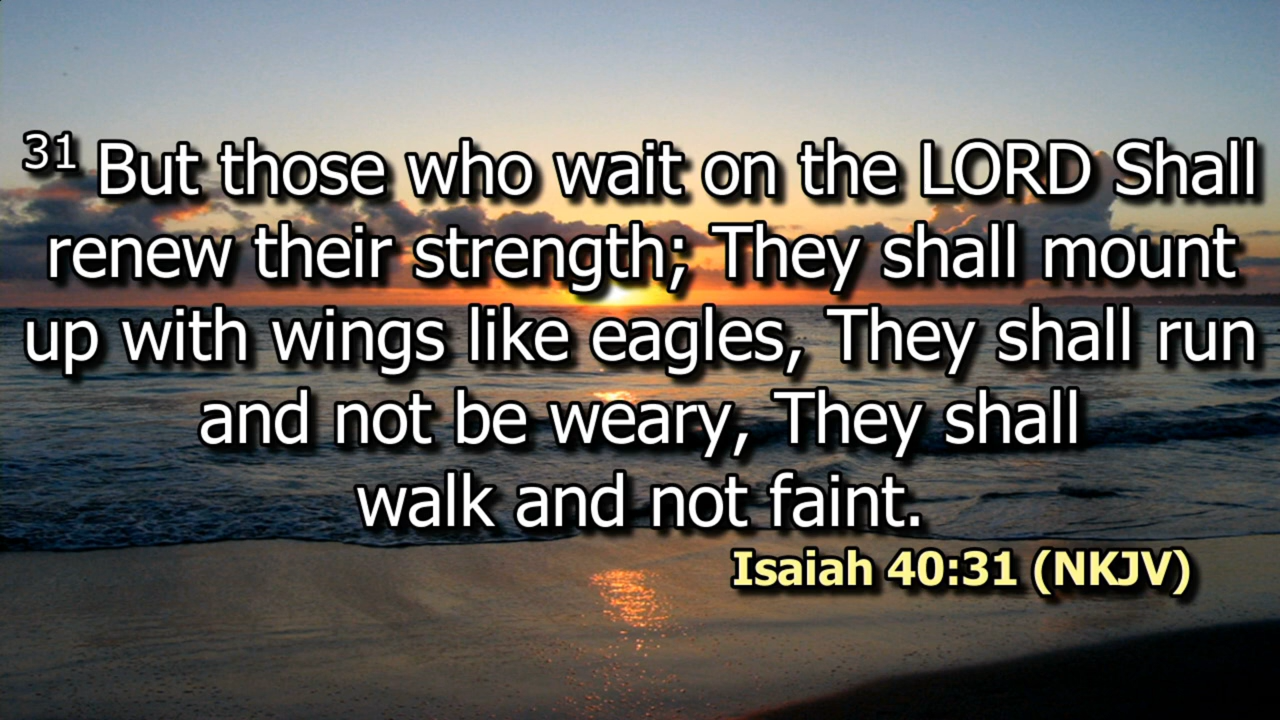 31 But those who wait on the LORD Shall
renew their strength; They shall mount
up with wings like eagles, They shall run
and not be weary, They shall
walk and not faint.
Isaiah 40:31 (NKJV)